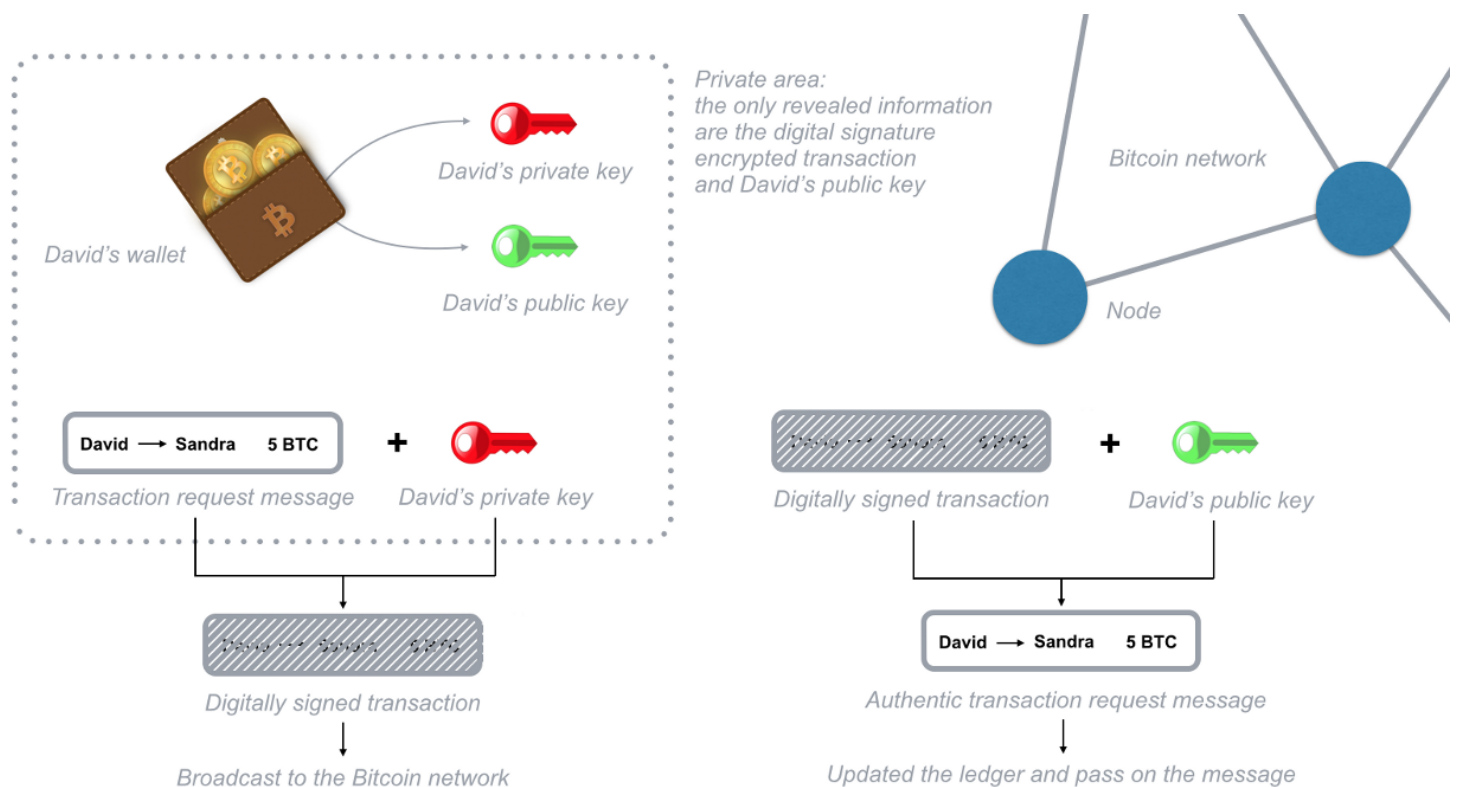 Private area:
the only revealed information
are the digital signature
encrypted transaction
and David's public key
David's private key
David's wallet
David's public key
Bitcoin network
Node
David → Sandra 5 BTC
Transaction request message
+
David's private key
Digitally signed transaction
Broadcast to the Bitcoin network
Digitally signed transaction
+
David's public key
David → Sandra 5 BTC
Authentic transaction request message
Updated the ledger and pass on the message